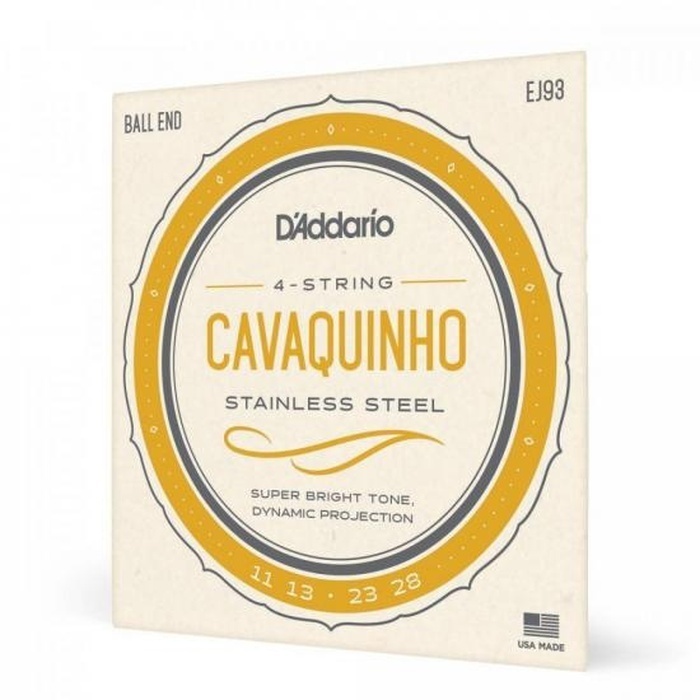 BALL END
EJ93
D'Addario
4-STRING
CAVAQUINHO
STAINLESS STEEL
SUPER BRIGHT TONE,
DYNAMIC PROJECTION
11 13 • 23 28
USA MADE